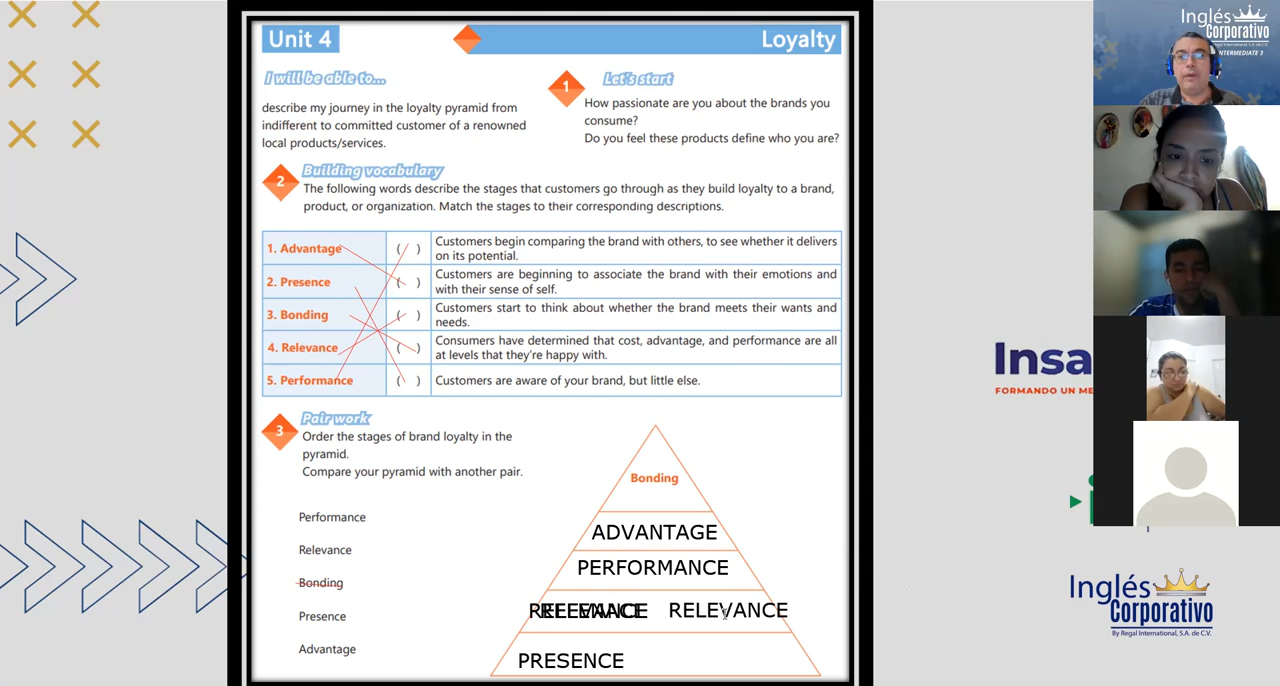 Unit 4
Loyalty
I will be able to...
describe my journey in the loyalty pyramid from
indifferent to committed customer of a renowned
local products/services.
1
Let's start
How passionate are you about the brands you
consume?
Do you feel these products define who you are?
2
Building vocabulary
The following words describe the stages that customers go through as they build loyalty to a brand,
product, or organization. Match the stages to their corresponding descriptions.
1. Advantage
( )
Customers begin comparing the brand with others, to see whether it delivers
on its potential.
2. Presence
( )
Customers are beginning to associate the brand with their emotions and
with their sense of self.
3. Bonding
( )
Customers start to think about whether the brand meets their wants and
needs.
4. Relevance
( )
Consumers have determined that cost, advantage, and performance are all
at levels that they're happy with.
5. Performance
( )
Customers are aware of your brand, but little else.
3
Pair work
Order the stages of brand loyalty in the
pyramid.
Compare your pyramid with another pair.
Performance
Relevance
Bonding
Presence
Advantage
Bonding
ADVANTAGE
PERFORMANCE
RELEVANCE
PRESENCE
Inglés
Corporativo
By Regal International, S.A. de C.V.
INTERMEDIATE 3
Insa
FORMANDO UN ME
Inglés
Corporativo
By Regal International, S.A. de C.V.